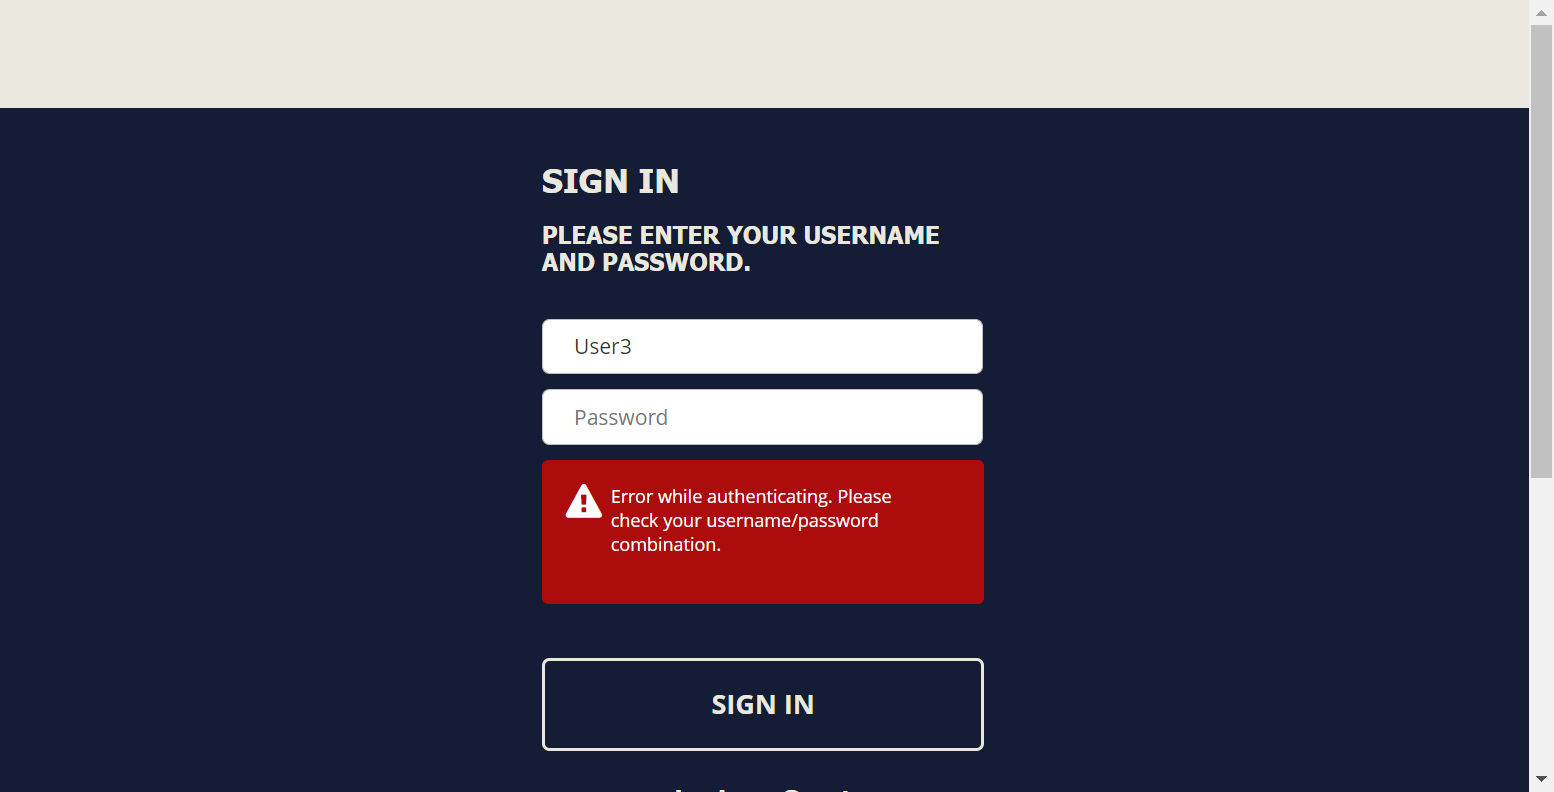 SIGN IN
PLEASE ENTER YOUR USERNAME
AND PASSWORD.
User3
Password
Error while authenticating. Please
check your username/password
combination.
SIGN IN